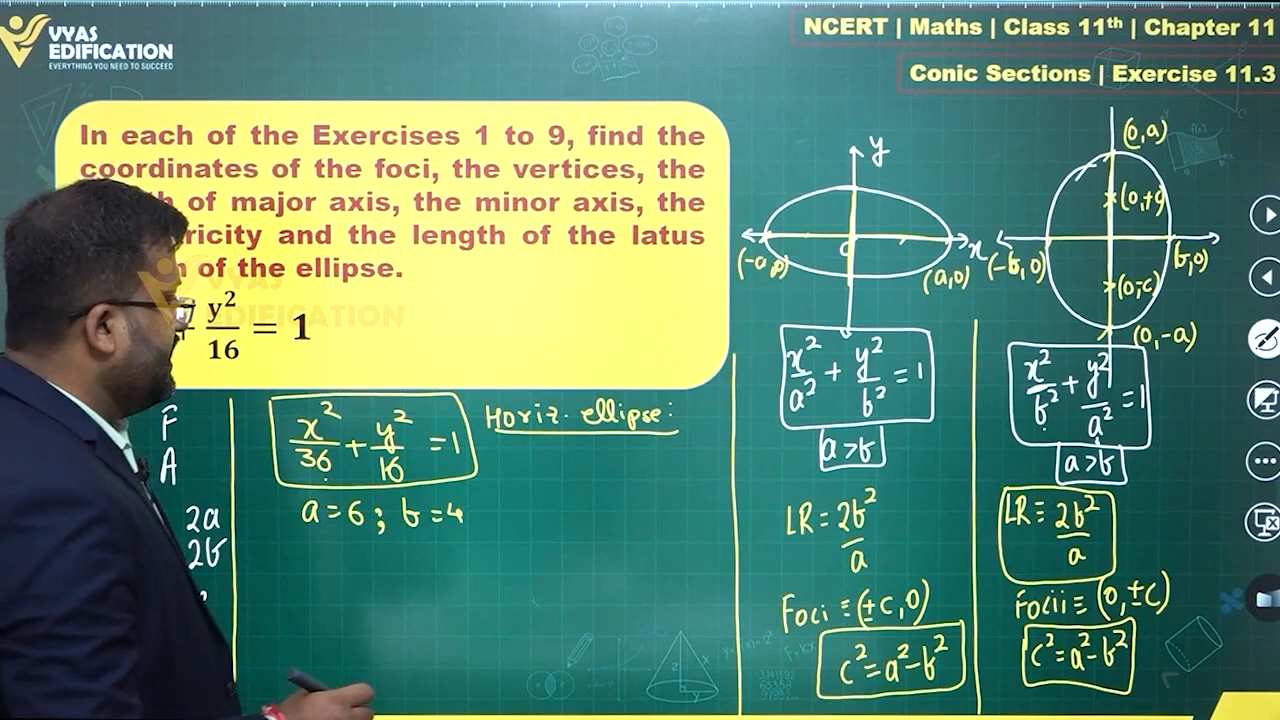 VYAS
EDIFICATION
EVERYTHING YOU NEED TO SUCCEED
NCERT | Maths | Class 11th | Chapter 11
Conic Sections | Exercise 11.3
In each of the Exercises 1 to 9, find the
coordinates of the foci, the vertices, the
of major axis, the minor axis, the
and the length of the latus
of the ellipse.
y²/16 = 1
VYAS
EDIFICATION
F
A
2a
2b
x²/36 + y²/16 = 1
Horiz. ellipse:
a = 6 ; b = 4
y
x
(-a, 0)
(a, 0)
x²/a² + y²/b² = 1
a > b
LR = 2b²/a
Foci ≡ (±c, 0)
c² = a² - b²
(0, a)
(0, +c)
(-b, 0)
(b, 0)
(0, -c)
(0, -a)
x²/b² + y²/a² = 1
a > b
LR ≡ 2b²/a
Focii ≡ (0, ±c)
c² = a² - b²